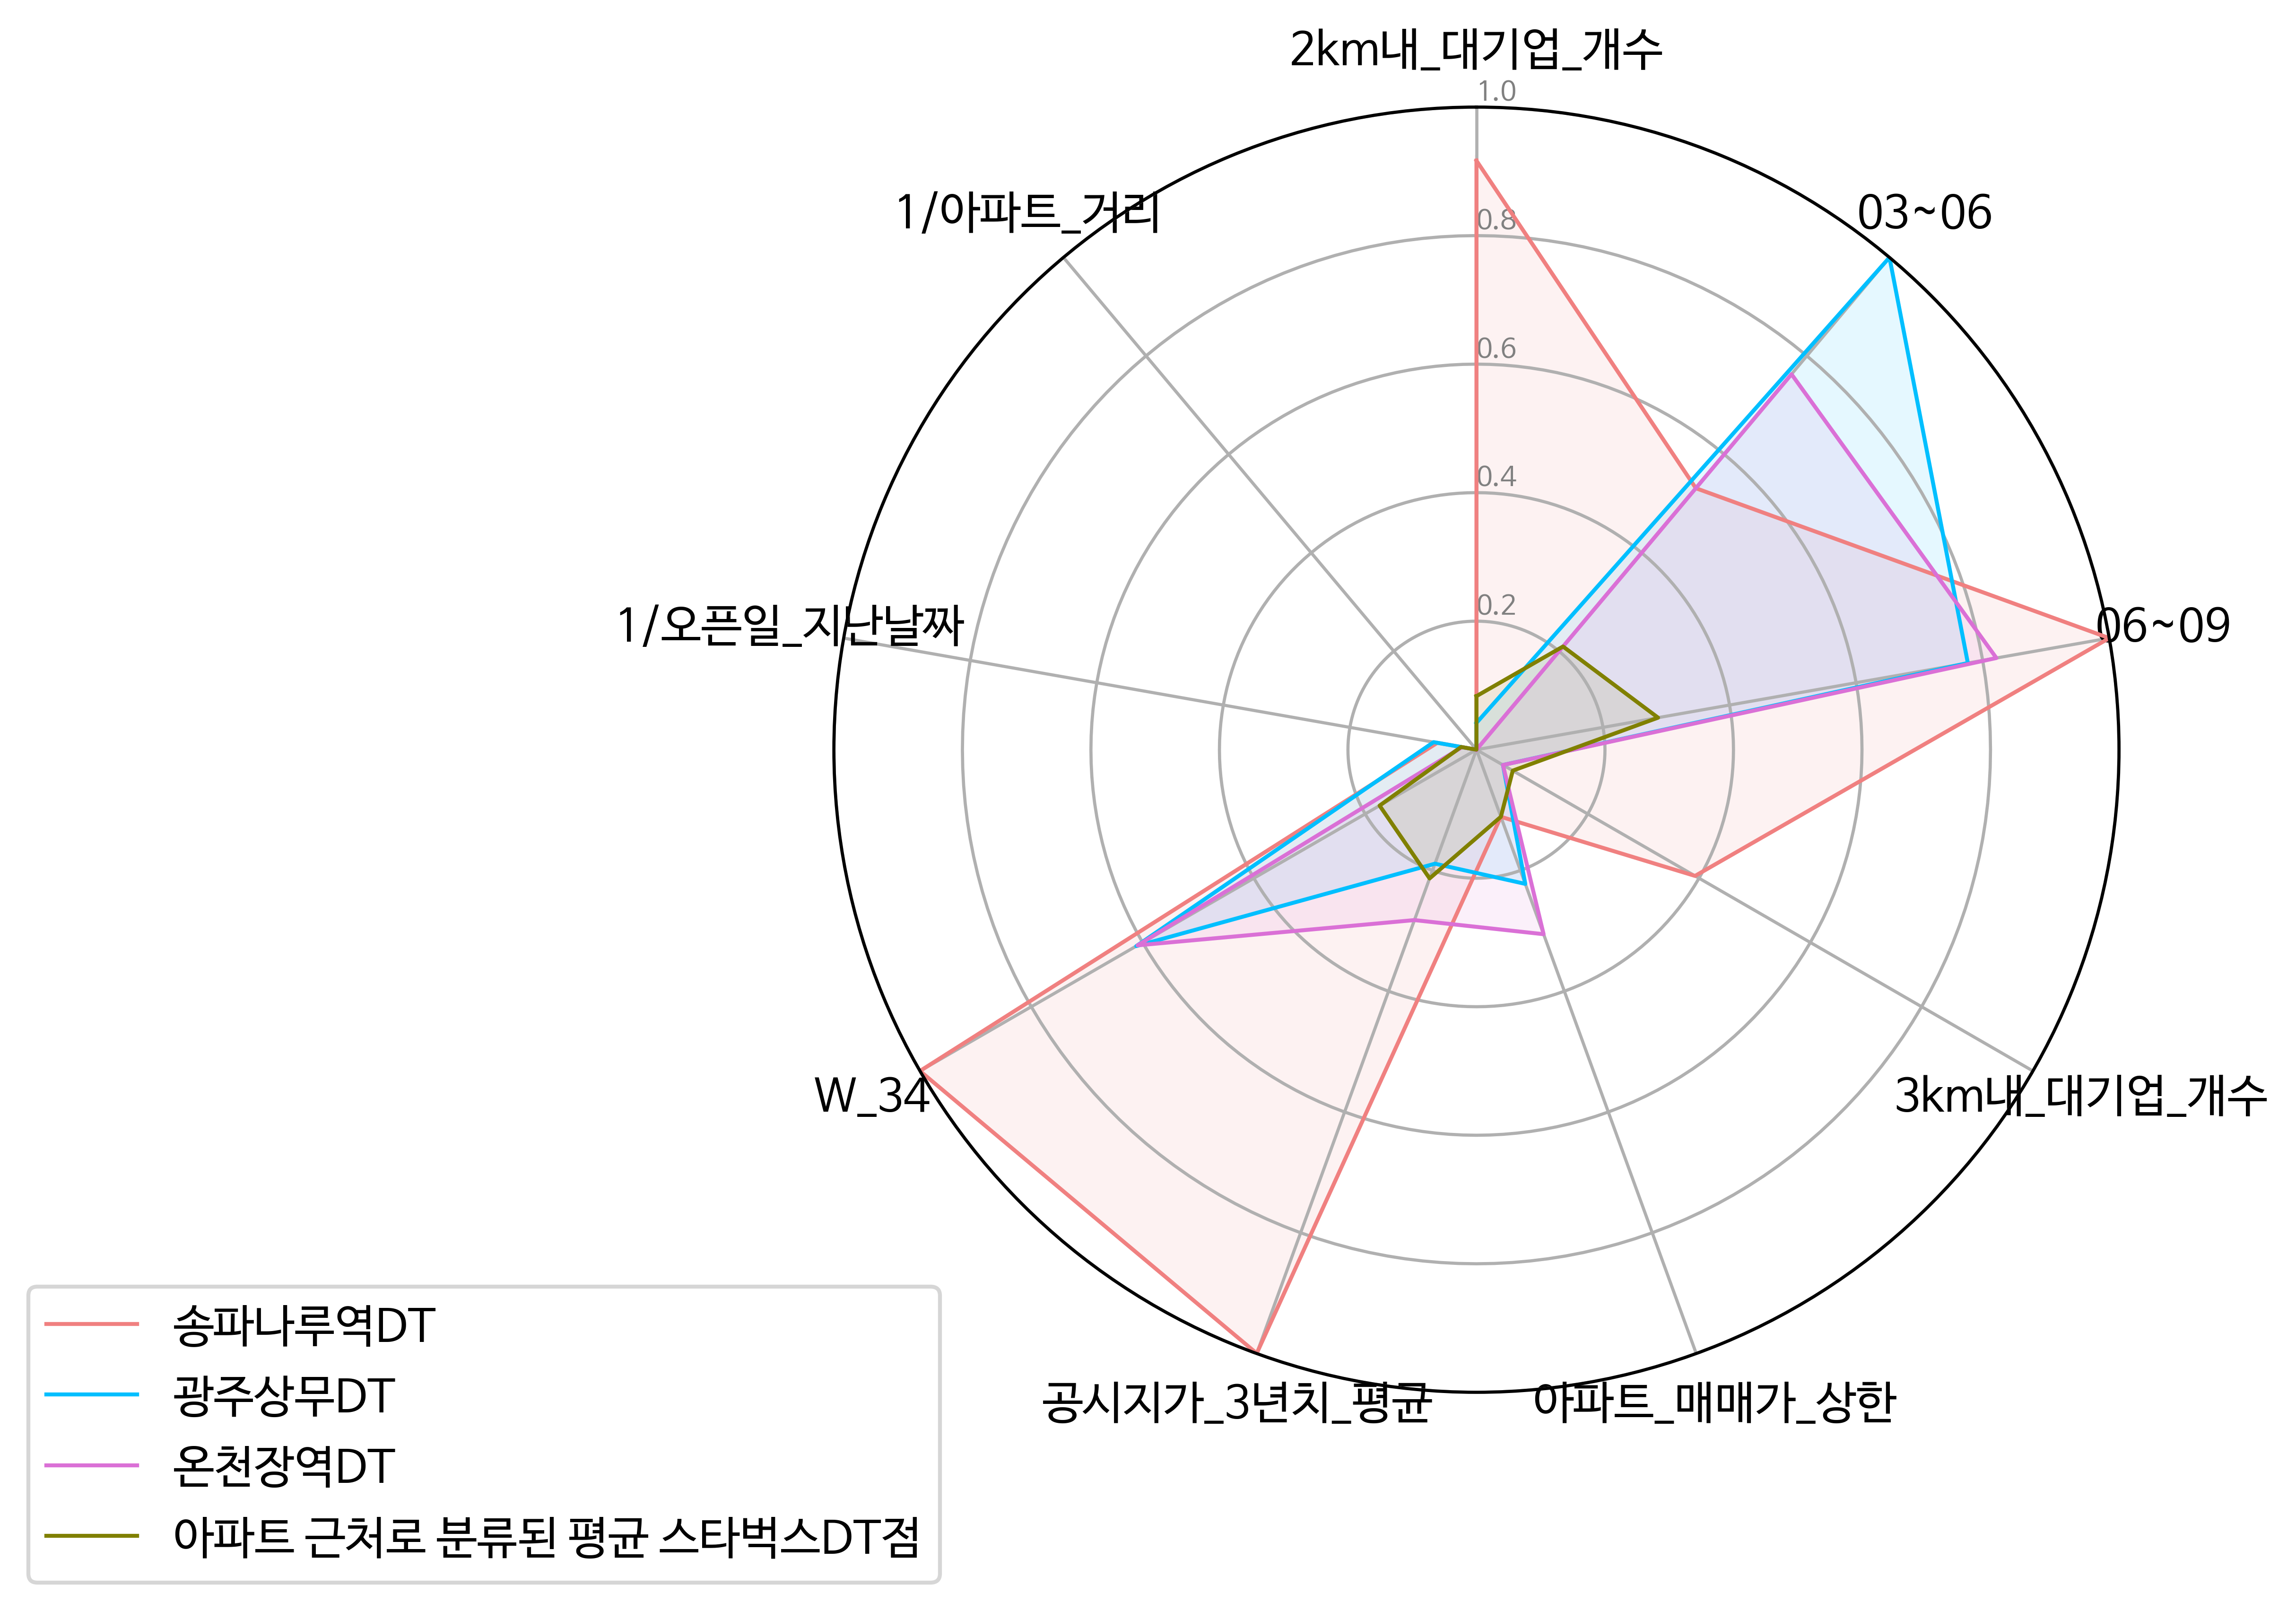 2km내_대기업_개수
1.0
1/아파트_거리
03~06
0.8
0.6
0.4
0.2
1/오픈일_지난날짜
06~09
W_34
3km내_대기업_개수
공시지가_3년치_평균
아파트_매매가_상한
송파나루역DT
광주상무DT
온천장역DT
아파트 근처로 분류된 평균 스타벅스DT점